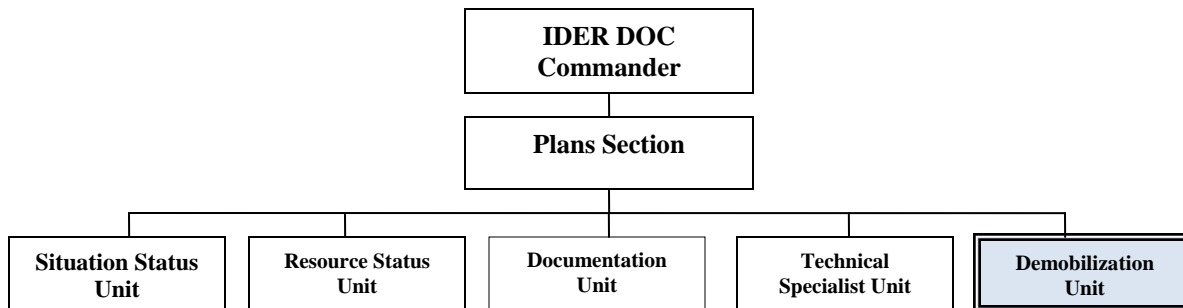 IDER DOC
Commander
Plans Section
Situation Status
Unit
Resource Status
Unit
Documentation
Unit
Technical
Specialist Unit
Demobilization
Unit